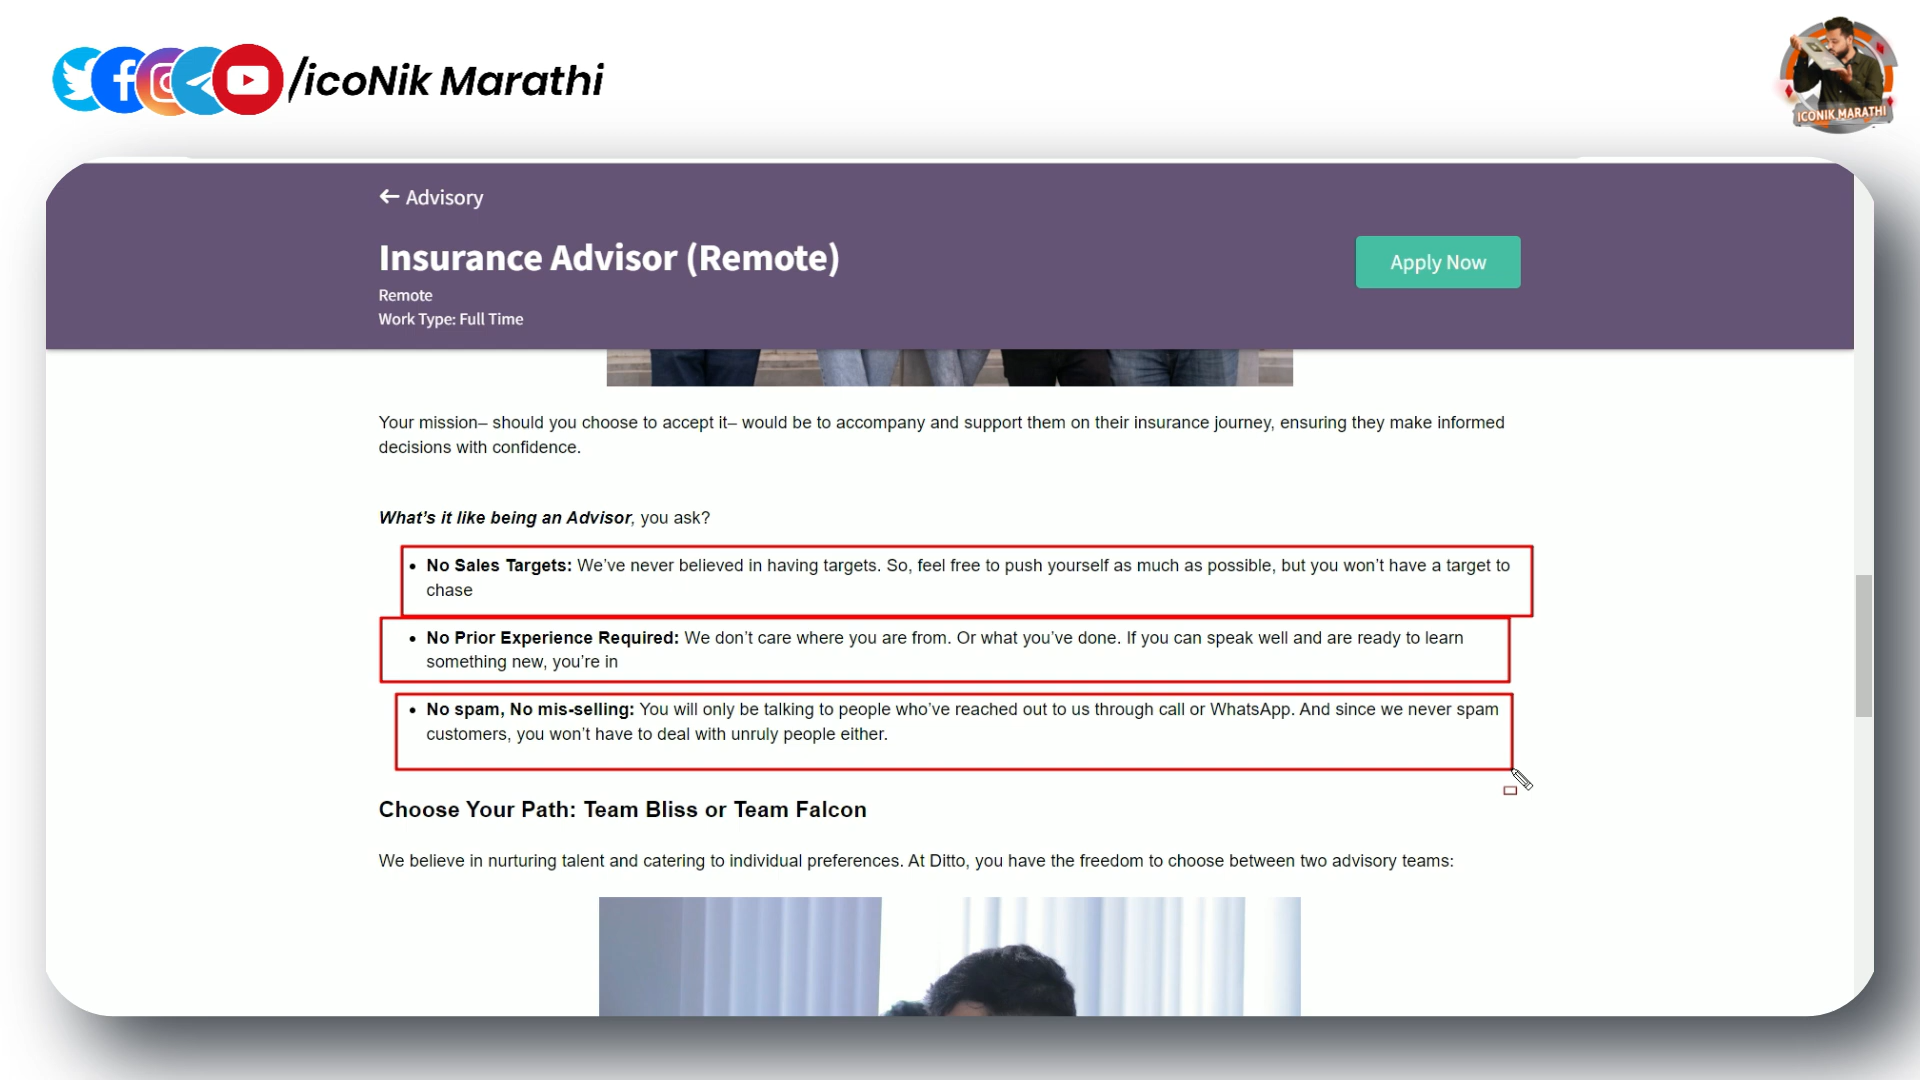 /icoNik Marathi
ICONIK MARATHI
← Advisory
Insurance Advisor (Remote)
Apply Now
Remote
Work Type: Full Time
Your mission– should you choose to accept it– would be to accompany and support them on their insurance journey, ensuring they make informed
decisions with confidence.
What’s it like being an Advisor, you ask?
• No Sales Targets: We’ve never believed in having targets. So, feel free to push yourself as much as possible, but you won’t have a target to
chase
• No Prior Experience Required: We don’t care where you are from. Or what you’ve done. If you can speak well and are ready to learn
something new, you’re in
• No spam, No mis-selling: You will only be talking to people who’ve reached out to us through call or WhatsApp. And since we never spam
customers, you won’t have to deal with unruly people either.
Choose Your Path: Team Bliss or Team Falcon
We believe in nurturing talent and catering to individual preferences. At Ditto, you have the freedom to choose between two advisory teams: